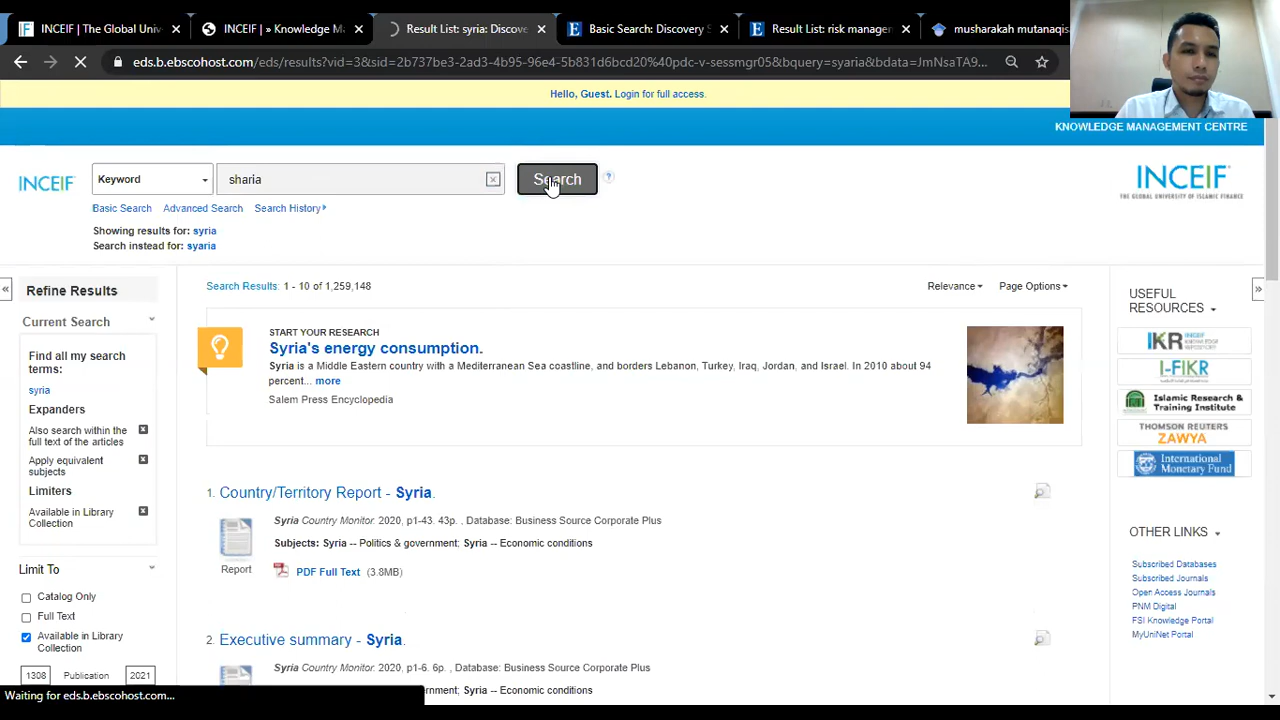 INCEIF | The Global Univ
INCEIF | » Knowledge M
Result List: syria: Discove
Basic Search: Discovery S
Result List: risk managen
musharakah mutanaqis
eds.b.ebscohost.com/eds/results?vid=3&sid=2b737be3-2ad3-4b95-96e4-5b831d6bcd20%40pdc-v-sessmgr05&bquery=syaria&bdata=JmNsaTA9...
Hello, Guest. Login for full access.
KNOWLEDGE MANAGEMENT CENTRE
INCEIF
Keyword
sharia
Search
?
INCEIF
THE GLOBAL UNIVERSITY OF ISLAMIC FINANCE
Basic Search Advanced Search Search History
Showing results for: syria
Search instead for: syaria
Refine Results
Current Search
Find all my search
terms:
syria
Expanders
Also search within the
full text of the articles
Apply equivalent
subjects
Limiters
Available in Library
Collection
Limit To
Catalog Only
Full Text
Available in Library
Collection
1308 Publication 2021
Search Results: 1 - 10 of 1,259,148
Relevance Page Options
START YOUR RESEARCH
Syria's energy consumption.
Syria is a Middle Eastern country with a Mediterranean Sea coastline, and borders Lebanon, Turkey, Iraq, Jordan, and Israel. In 2010 about 94
percent... more
Salem Press Encyclopedia
1. Country/Territory Report - Syria.
Syria Country Monitor. 2020, p1-43. 43p. , Database: Business Source Corporate Plus
Subjects: Syria -- Politics & government; Syria -- Economic conditions
Report
PDF Full Text (3.8MB)
2. Executive summary - Syria.
Syria Country Monitor. 2020, p1-6. 6p. , Database: Business Source Corporate Plus
ernment; Syria -- Economic conditions
USEFUL
RESOURCES
IKR INCEIF KNOWLEDGE REPOSITORY
I-FIKR
Islamic Research &
Training Institute
THOMSON REUTERS
ZAWYA
International
Monetary Fund
OTHER LINKS
Subscribed Databases
Subscribed Journals
Open Access Journals
PNM Digital
FSI Knowledge Portal
MyUniNet Portal
Waiting for eds.b.ebscohost.com...